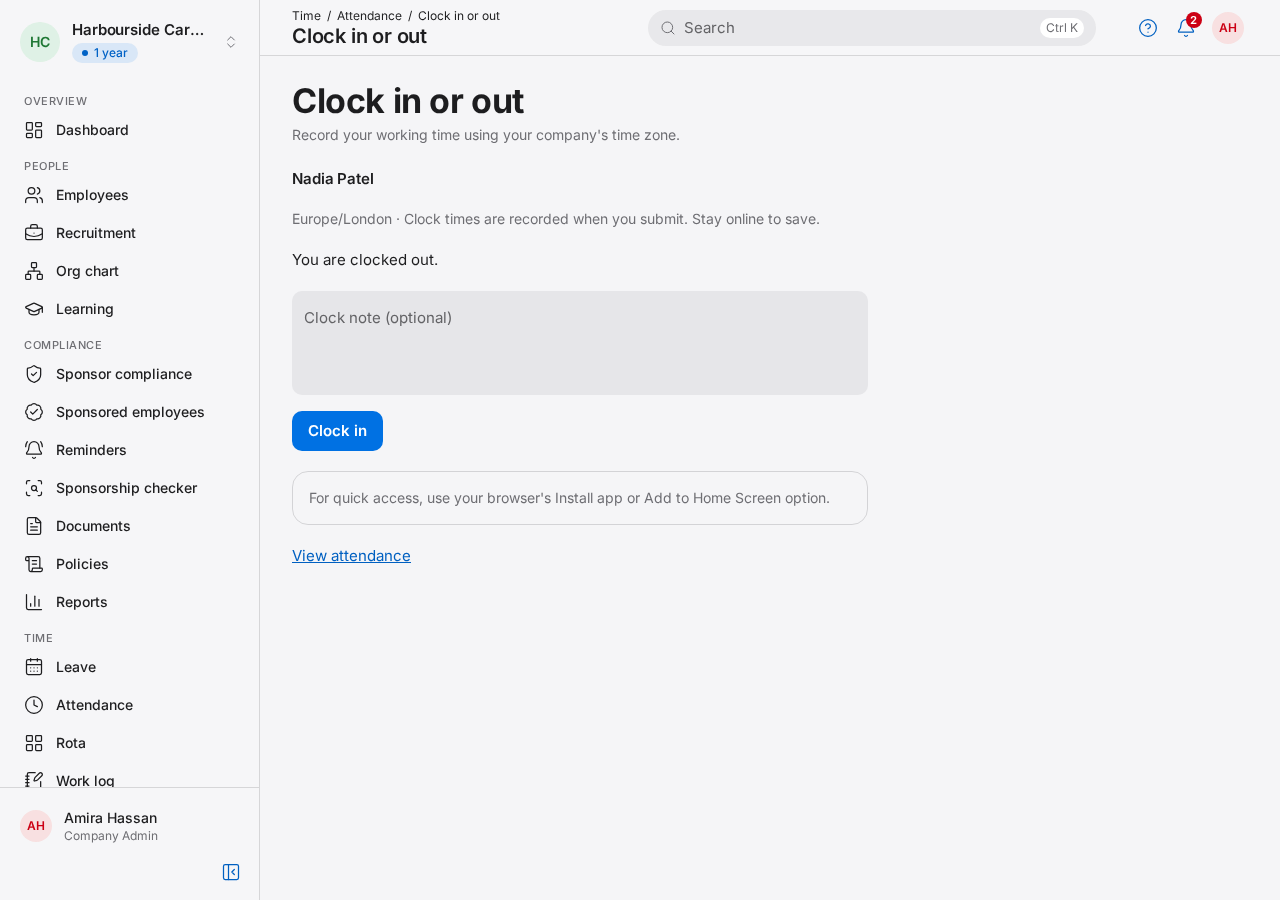 HC
Harbourside Car...
1 year
OVERVIEW
Dashboard
PEOPLE
Employees
Recruitment
Org chart
Learning
COMPLIANCE
Sponsor compliance
Sponsored employees
Reminders
Sponsorship checker
Documents
Policies
Reports
TIME
Leave
Attendance
Rota
Work log
AH
Amira Hassan
Company Admin
Time / Attendance / Clock in or out
Clock in or out
Search
Ctrl K
2
AH
Clock in or out
Record your working time using your company's time zone.
Nadia Patel
Europe/London · Clock times are recorded when you submit. Stay online to save.
You are clocked out.
Clock note (optional)
Clock in
For quick access, use your browser's Install app or Add to Home Screen option.
View attendance